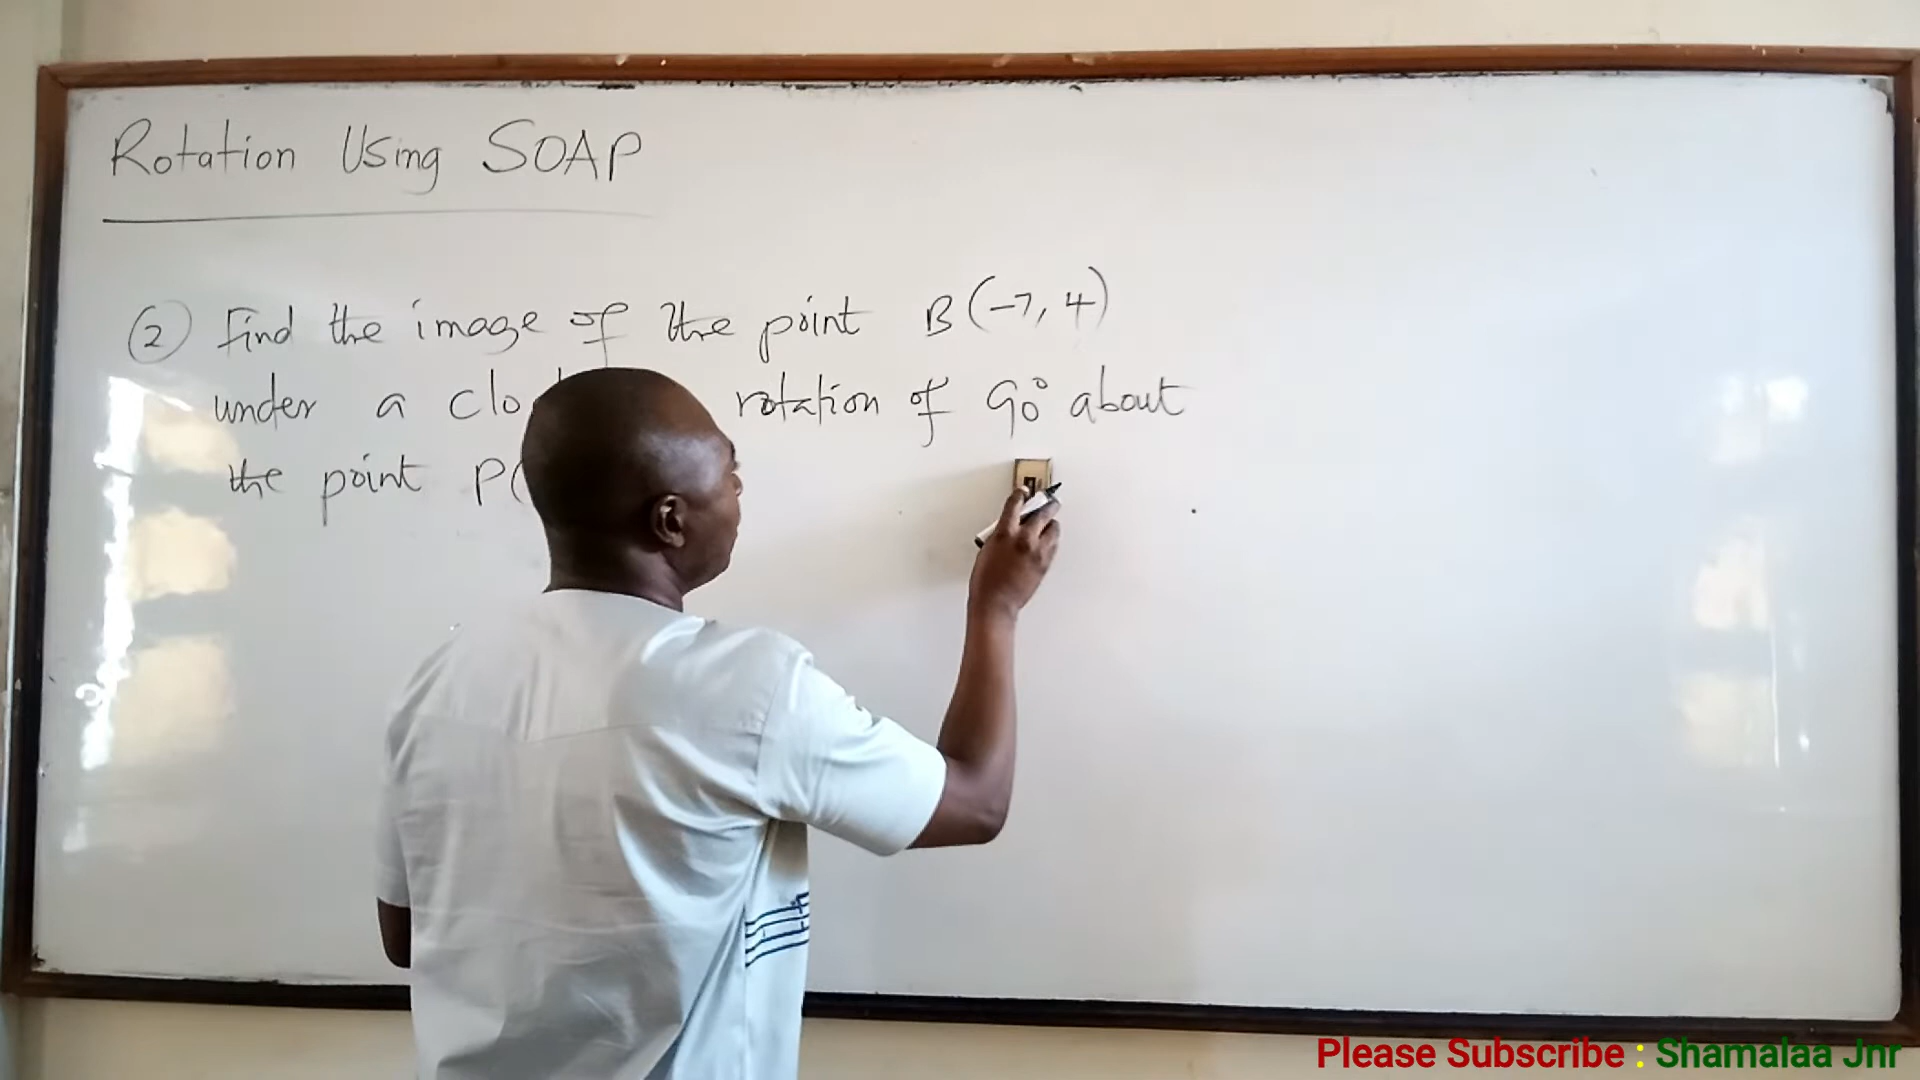 Rotation Using SOAP
② Find the image of the point B(-7, 4)
under a clo rotation of 90° about
the point P(
Please Subscribe : Shamalaa Jnr